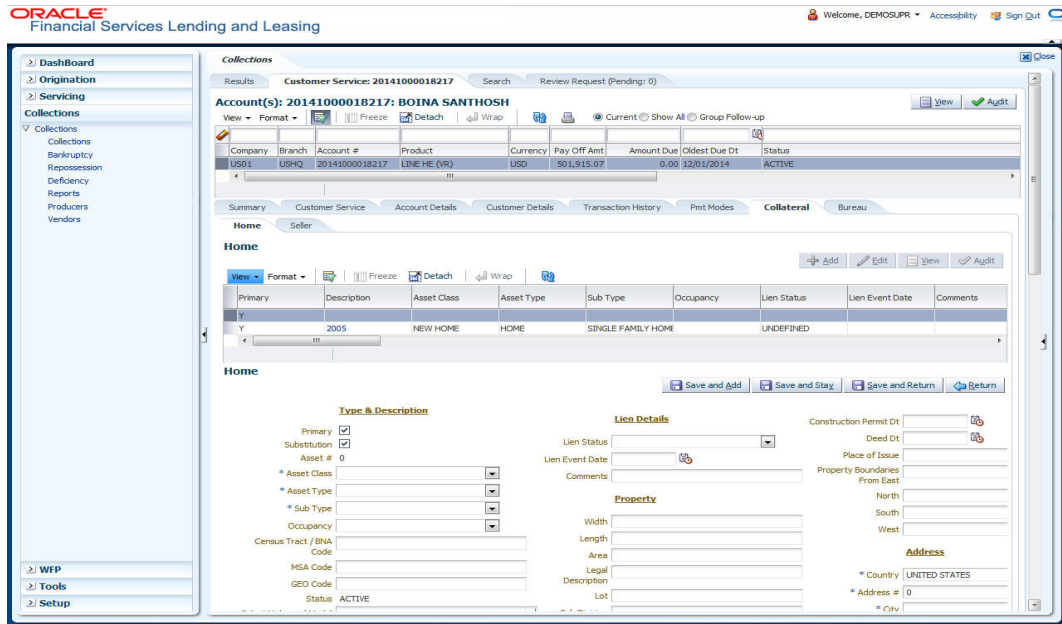 ORACLE
Financial Services Lending and Leasing
Welcome, DEMOSUPR Accessibility Sign Out
Close
DashBoard
Origination
Servicing
Collections
Collections
Collections
Bankruptcy
Repossession
Deficiency
Reports
Producers
Vendors
WFP
Tools
Setup
Collections
Results Customer Service: 20141000018217 Search Review Request (Pending: 0)
Account(s): 20141000018217: BOINA SANTHOSH
View Audit
View Format Freeze Detach Wrap Current Show All Group Follow-up
Company Branch Account # Product Currency Pay Off Amt Amount Due Oldest Due Dt Status
US01 USHQ 20141000018217 LINE HE (VR) USD 501,915.07 0.00 12/01/2014 ACTIVE
Summary Customer Service Account Details Customer Details Transaction History Pmt Modes Collateral Bureau
Home Seller
Home
Add Edit View Audit
View Format Freeze Detach Wrap
Primary Description Asset Class Asset Type Sub Type Occupancy Lien Status Lien Event Date Comments
Y
Y 2005 NEW HOME HOME SINGLE FAMILY HOME UNDEFINED
Home
Save and Add Save and Stay Save and Return Return
Type & Description
Primary
Substitution
Asset # 0
* Asset Class
* Asset Type
* Sub Type
Occupancy
Census Tract / BNA
Code
MSA Code
GEO Code
Status ACTIVE
Lien Details
Lien Status
Lien Event Date
Comments
Property
Width
Length
Area
Legal
Description
Lot
Construction Permit Dt
Deed Dt
Place of Issue
Property Boundaries
From East
North
South
West
Address
* Country UNITED STATES
* Address # 0
* City